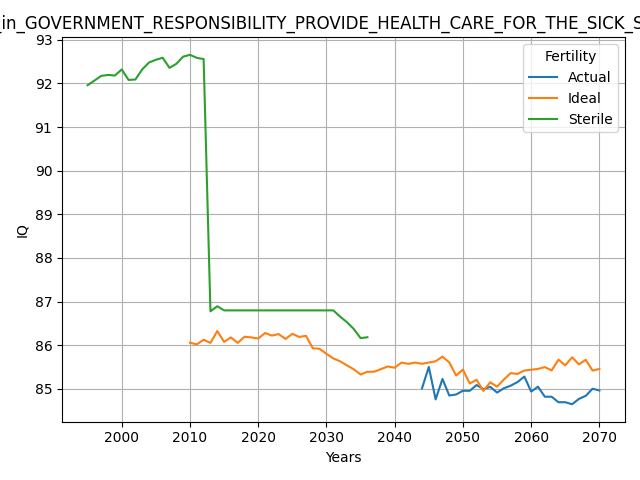 _in_GOVERNMENT_RESPONSIBILITY_PROVIDE_HEALTH_CARE_FOR_THE_SICK_S
93
92
91
90
89
88
87
86
85
IQ
Fertility
Actual
Ideal
Sterile
2000 2010 2020 2030 2040 2050 2060 2070
Years